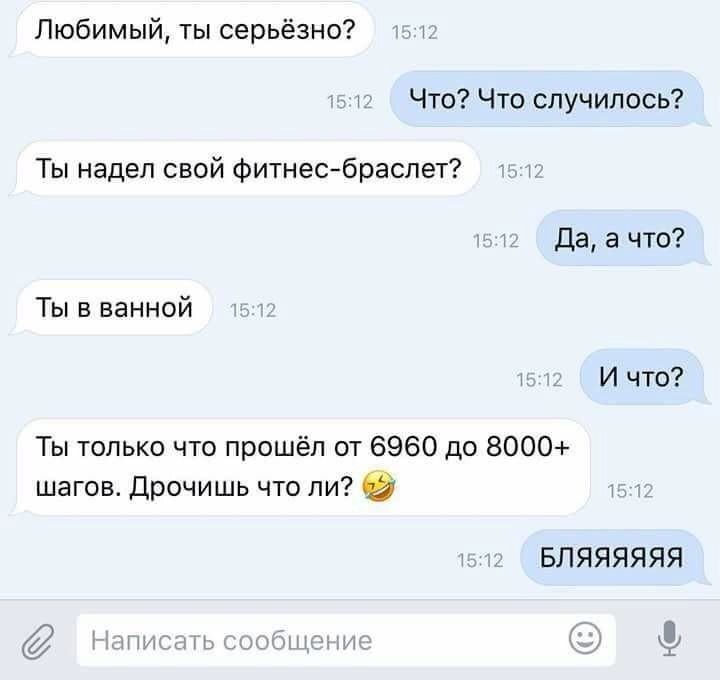 Любимый, ты серьёзно? 15:12
15:12 Что? Что случилось?
Ты надел свой фитнес-браслет? 15:12
15:12 Да, а что?
Ты в ванной 15:12
15:12 И что?
Ты только что прошёл от 6960 до 8000+
шагов. Дрочишь что ли? 🤣 15:12
15:12 БЛЯЯЯЯЯЯ
Написать сообщение